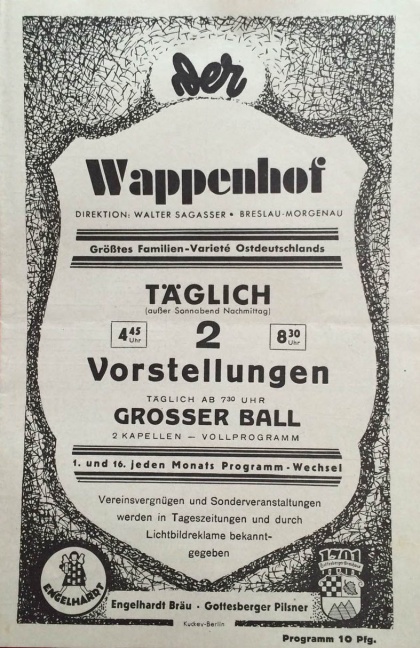 Der
Wappenhof
DIREKTION: WALTER SAGASSER • BRESLAU-MORGENAU
Größtes Familien-Varieté Ostdeutschlands
TÄGLICH
(außer Sonnabend Nachmittag)
4 45 Uhr 2 8 30 Uhr
Vorstellungen
TÄGLICH AB 7 30 UHR
GROSSER BALL
2 KAPELLEN — VOLLPROGRAMM
1. und 16. jeden Monats Programm-Wechsel
Vereinsvergnügen und Sonderveranstaltungen
werden in Tageszeitungen und durch
Lichtbildreklame bekannt-
gegeben
ENGELHARDT
1701
Engelhardt Bräu · Gottesberger Pilsner
Kuckey-Berlin
Programm 10 Pfg.